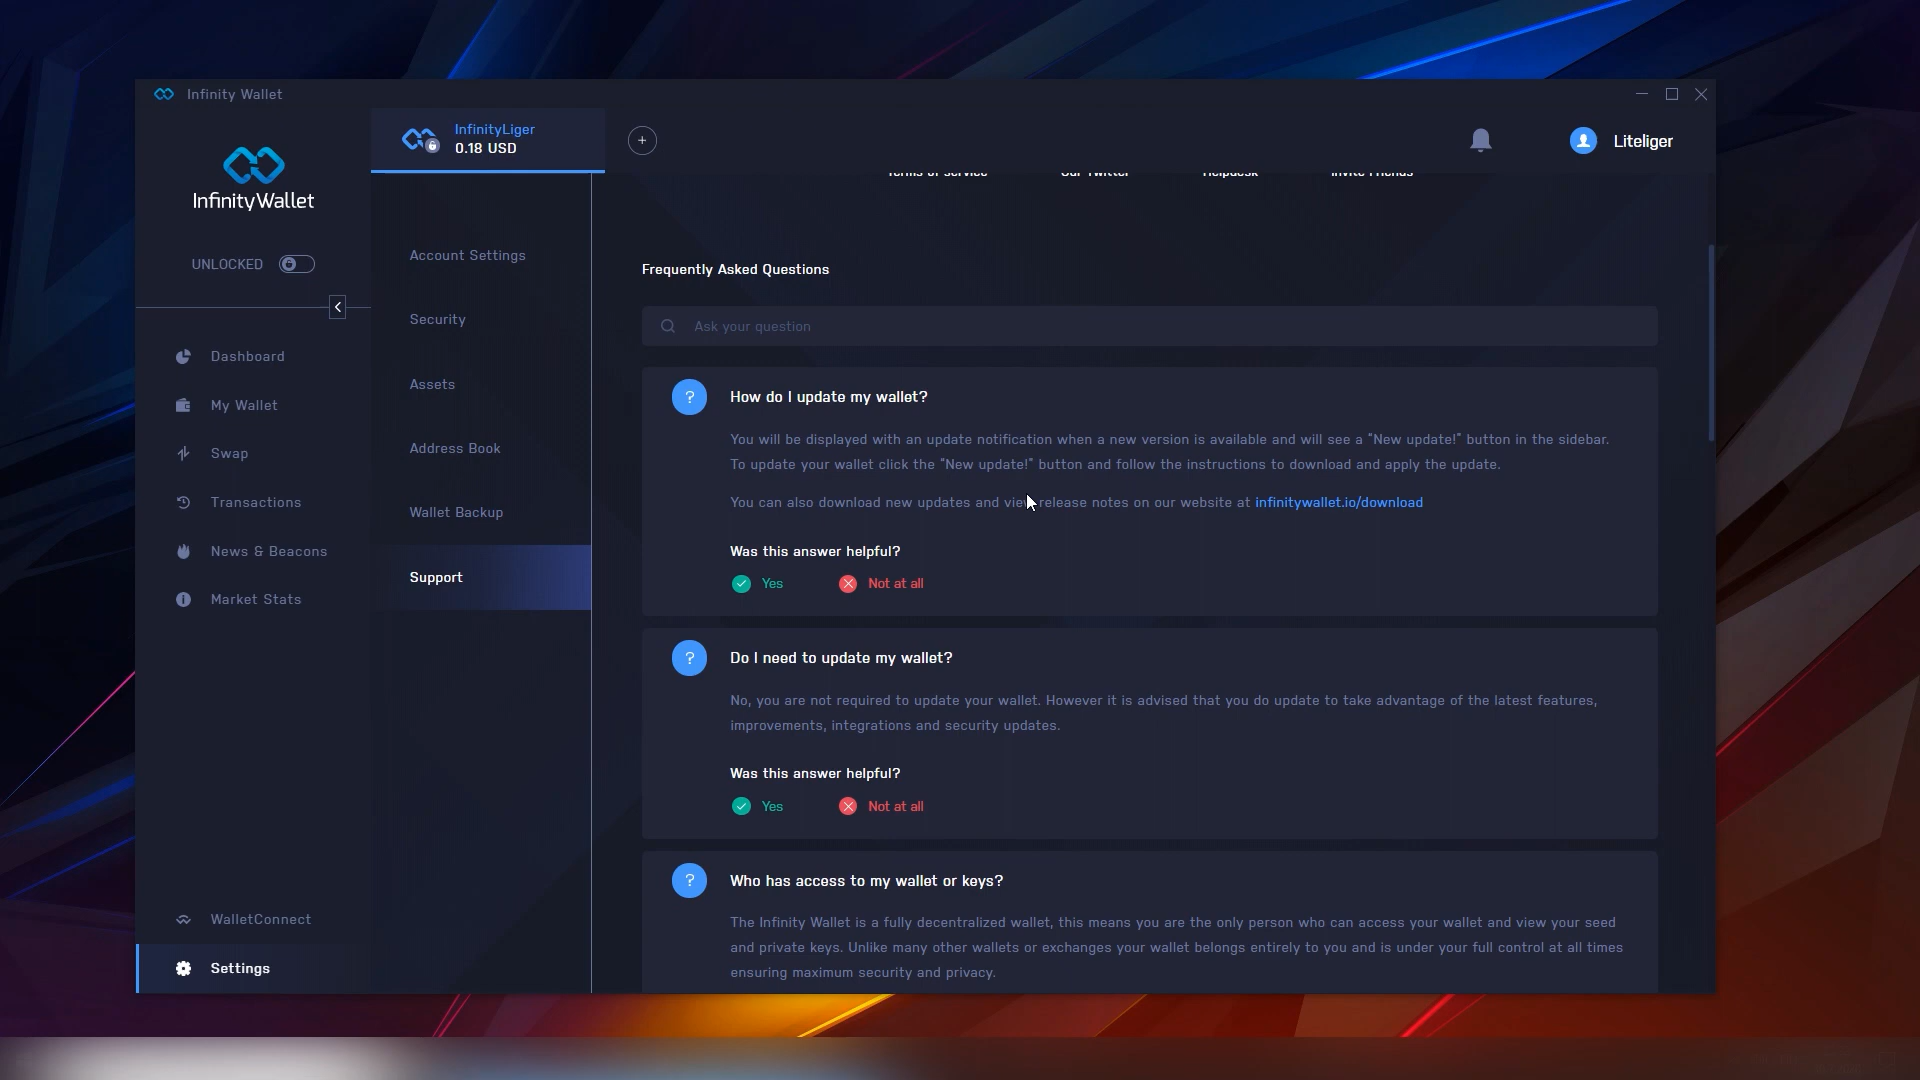 Infinity Wallet
InfinityWallet
UNLOCKED
InfinityLiger
0.18 USD
+
Liteliger
Dashboard
My Wallet
Swap
Transactions
News & Beacons
Market Stats
WalletConnect
Settings
Account Settings
Security
Assets
Address Book
Wallet Backup
Support
Terms of service
Our Twitter
Helpdesk
Invite Friends
Frequently Asked Questions
Ask your question
? How do I update my wallet?
You will be displayed with an update notification when a new version is available and will see a "New update!" button in the sidebar.
To update your wallet click the "New update!" button and follow the instructions to download and apply the update.
You can also download new updates and view release notes on our website at infinitywallet.io/download
Was this answer helpful?
Yes
Not at all
? Do I need to update my wallet?
No, you are not required to update your wallet. However it is advised that you do update to take advantage of the latest features,
improvements, integrations and security updates.
Was this answer helpful?
Yes
Not at all
? Who has access to my wallet or keys?
The Infinity Wallet is a fully decentralized wallet, this means you are the only person who can access your wallet and view your seed
and private keys. Unlike many other wallets or exchanges your wallet belongs entirely to you and is under your full control at all times
ensuring maximum security and privacy.